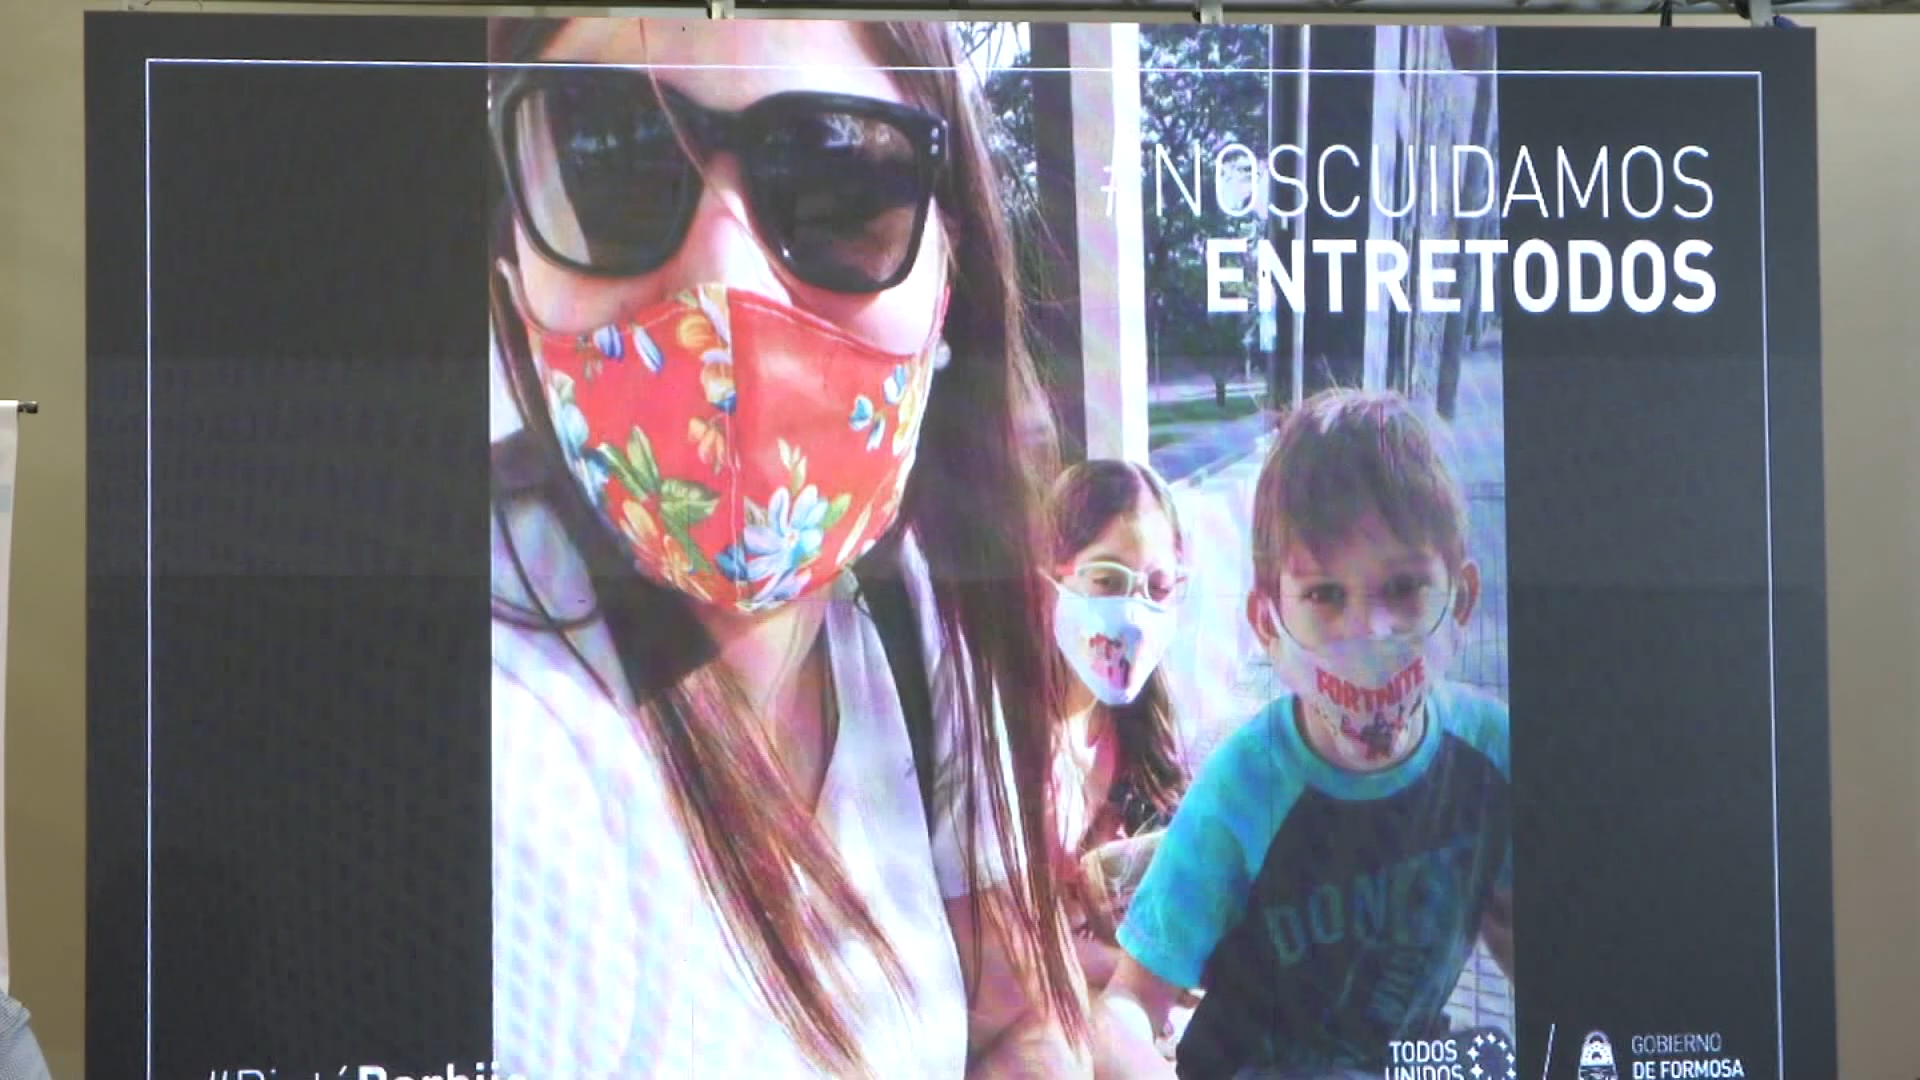 #NOSCUIDAMOS
ENTRETODOS
FORTNITE
TODOS
UNIDOS
GOBIERNO
DE FORMOSA